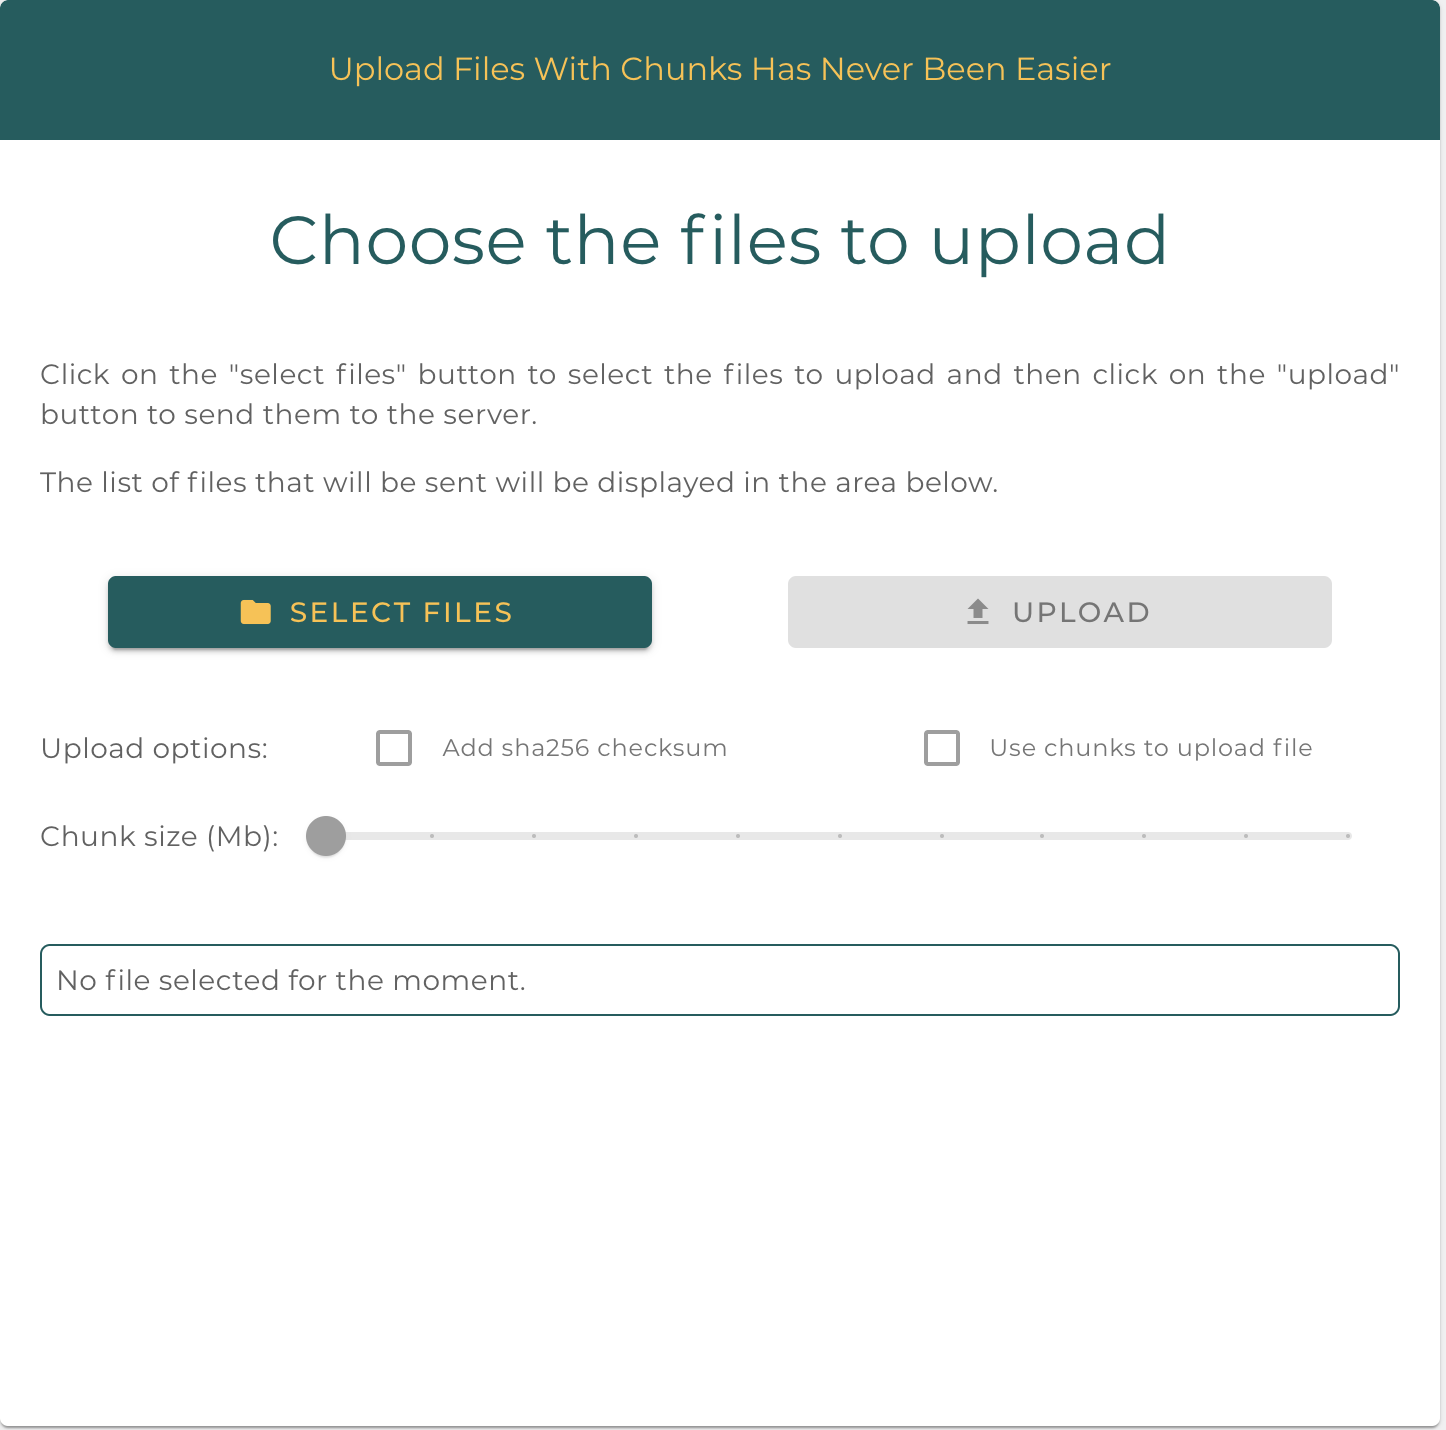 Upload Files With Chunks Has Never Been Easier
Choose the files to upload
Click on the "select files" button to select the files to upload and then click on the "upload"
button to send them to the server.
The list of files that will be sent will be displayed in the area below.
SELECT FILES
UPLOAD
Upload options:
Add sha256 checksum
Use chunks to upload file
Chunk size (Mb):
No file selected for the moment.